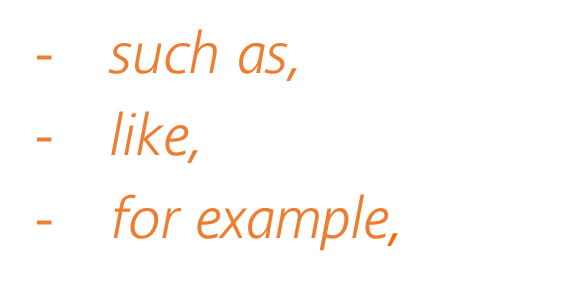 - such as,
- like,
- for example,